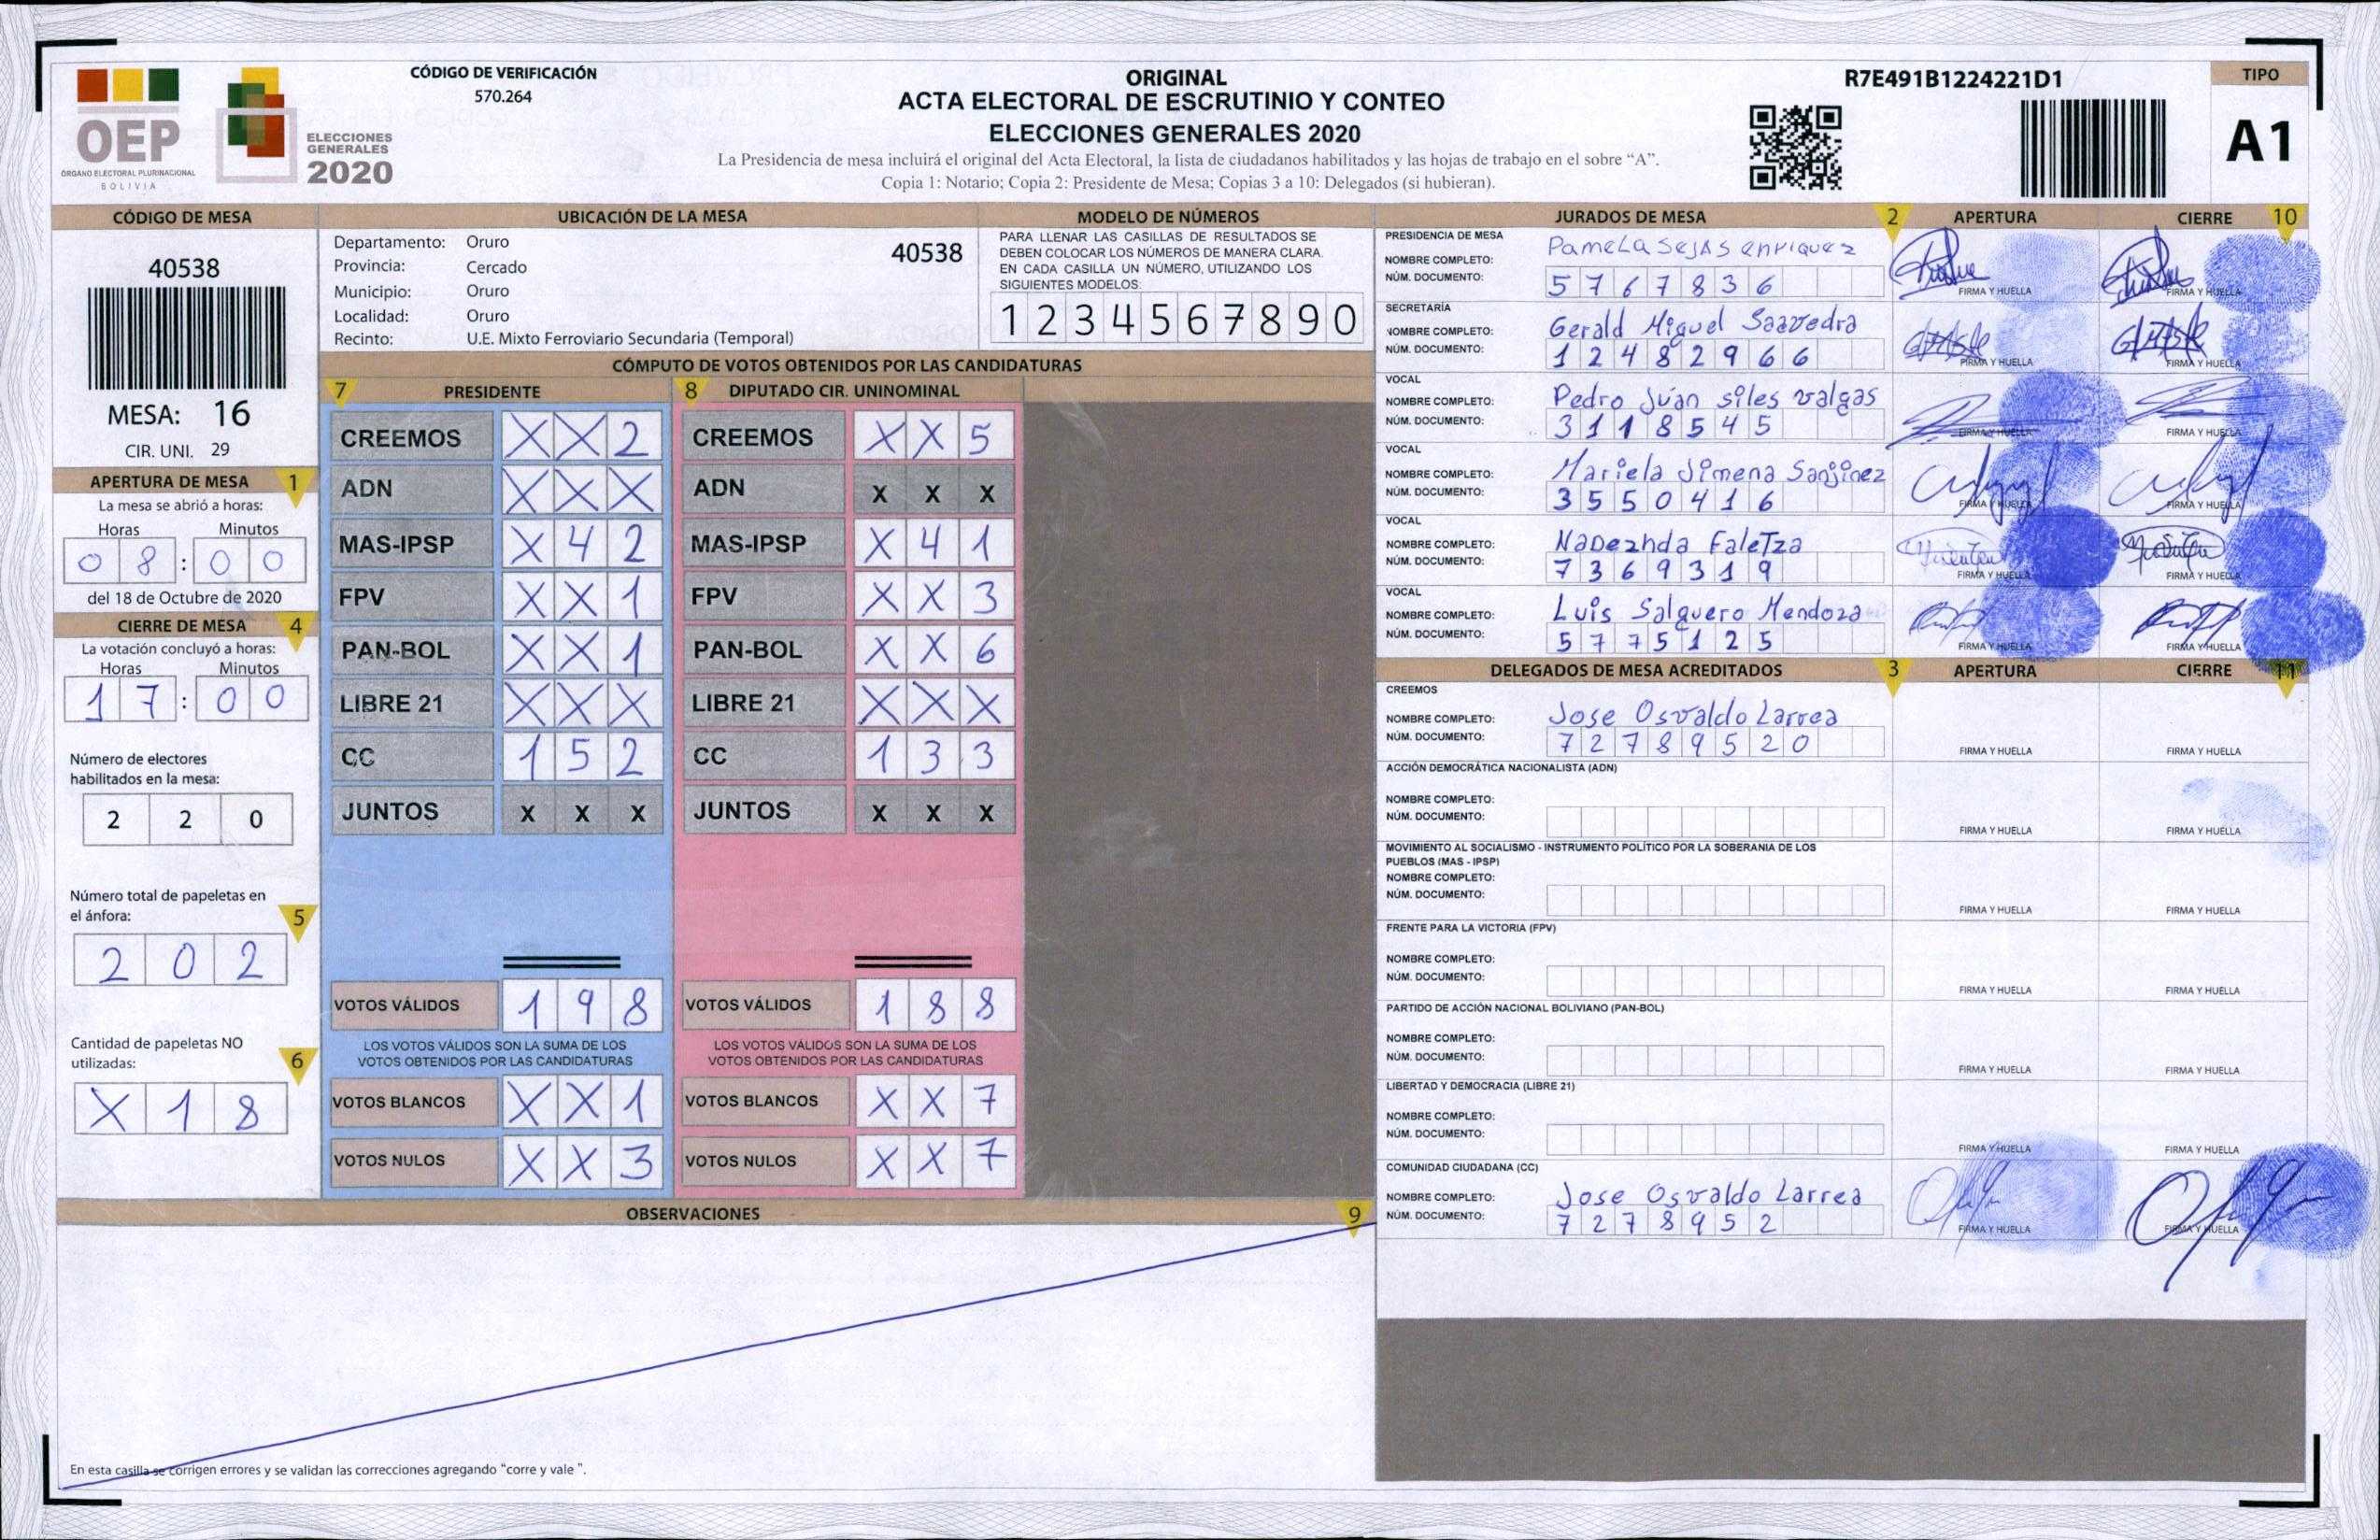 OEP
ÓRGANO ELECTORAL PLURINACIONAL
BOLIVIA
ELECCIONES
GENERALES
2020
CÓDIGO DE VERIFICACIÓN
570.264
ORIGINAL
ACTA ELECTORAL DE ESCRUTINIO Y CONTEO
ELECCIONES GENERALES 2020
La Presidencia de mesa incluirá el original del Acta Electoral, la lista de ciudadanos habilitados y las hojas de trabajo en el sobre “A”.
Copia 1: Notario; Copia 2: Presidente de Mesa; Copias 3 a 10: Delegados (si hubieran).
R7E491B1224221D1
TIPO
A1
CÓDIGO DE MESA
40538
MESA: 16
CIR. UNI. 29
APERTURA DE MESA 1
La mesa se abrió a horas:
Horas Minutos
0 8 : 0 0
del 18 de Octubre de 2020
CIERRE DE MESA 4
La votación concluyó a horas:
Horas Minutos
1 7 : 0 0
Número de electores
habilitados en la mesa:
2 2 0
Número total de papeletas en
el ánfora: 5
2 0 2
Cantidad de papeletas NO
utilizadas: 6
X 1 8
UBICACIÓN DE LA MESA
Departamento: Oruro 40538
Provincia: Cercado
Municipio: Oruro
Localidad: Oruro
Recinto: U.E. Mixto Ferroviario Secundaria (Temporal)
MODELO DE NÚMEROS
PARA LLENAR LAS CASILLAS DE RESULTADOS SE
DEBEN COLOCAR LOS NÚMEROS DE MANERA CLARA.
EN CADA CASILLA UN NÚMERO, UTILIZANDO LOS
SIGUIENTES MODELOS:
1 2 3 4 5 6 7 8 9 0
CÓMPUTO DE VOTOS OBTENIDOS POR LAS CANDIDATURAS
7 PRESIDENTE
CREEMOS X X 2
ADN X X X
MAS-IPSP X 4 2
FPV X X 1
PAN-BOL X X 1
LIBRE 21 X X X
CC 1 5 2
JUNTOS X X X
VOTOS VÁLIDOS 1 9 8
LOS VOTOS VÁLIDOS SON LA SUMA DE LOS
VOTOS OBTENIDOS POR LAS CANDIDATURAS
VOTOS BLANCOS X X 1
VOTOS NULOS X X 3
8 DIPUTADO CIR. UNINOMINAL
CREEMOS X X 5
ADN X X X
MAS-IPSP X 4 1
FPV X X 3
PAN-BOL X X 6
LIBRE 21 X X X
CC 1 3 3
JUNTOS X X X
VOTOS VÁLIDOS 1 8 8
LOS VOTOS VÁLIDOS SON LA SUMA DE LOS
VOTOS OBTENIDOS POR LAS CANDIDATURAS
VOTOS BLANCOS X X 7
VOTOS NULOS X X 7
OBSERVACIONES 9
En esta casilla se corrigen errores y se validan las correcciones agregando “corre y vale ”.
JURADOS DE MESA 2 APERTURA CIERRE 10
PRESIDENCIA DE MESA
NOMBRE COMPLETO: Pamela Sejas enriquez
NÚM. DOCUMENTO: 5 7 6 7 8 3 6
FIRMA Y HUELLA FIRMA Y HUELLA
SECRETARÍA
NOMBRE COMPLETO: Gerald Miguel Saavedra
NÚM. DOCUMENTO: 1 2 4 8 2 9 6 6
FIRMA Y HUELLA FIRMA Y HUELLA
VOCAL
NOMBRE COMPLETO: Pedro Júan siles valgas
NÚM. DOCUMENTO: 3 1 1 8 5 4 5
FIRMA Y HUELLA FIRMA Y HUELLA
VOCAL
NOMBRE COMPLETO: Mariela Jimena Sanjinez
NÚM. DOCUMENTO: 3 5 5 0 4 1 6
FIRMA Y HUELLA FIRMA Y HUELLA
VOCAL
NOMBRE COMPLETO: Nadezhda Faletza
NÚM. DOCUMENTO: 7 3 6 9 3 1 9
FIRMA Y HUELLA FIRMA Y HUELLA
VOCAL
NOMBRE COMPLETO: Luis Salguero Mendoza
NÚM. DOCUMENTO: 5 7 7 5 1 2 5
FIRMA Y HUELLA FIRMA Y HUELLA
DELEGADOS DE MESA ACREDITADOS 3 APERTURA CIERRE 11
CREEMOS
NOMBRE COMPLETO: Jose Osvaldo Larrea
NÚM. DOCUMENTO: 7 2 7 8 9 5 2 0
FIRMA Y HUELLA FIRMA Y HUELLA
ACCIÓN DEMOCRÁTICA NACIONALISTA (ADN)
NOMBRE COMPLETO:
NÚM. DOCUMENTO:
FIRMA Y HUELLA FIRMA Y HUELLA
MOVIMIENTO AL SOCIALISMO - INSTRUMENTO POLÍTICO POR LA SOBERANIA DE LOS
PUEBLOS (MAS - IPSP)
NOMBRE COMPLETO:
NÚM. DOCUMENTO:
FIRMA Y HUELLA FIRMA Y HUELLA
FRENTE PARA LA VICTORIA (FPV)
NOMBRE COMPLETO:
NÚM. DOCUMENTO:
FIRMA Y HUELLA FIRMA Y HUELLA
PARTIDO DE ACCIÓN NACIONAL BOLIVIANO (PAN-BOL)
NOMBRE COMPLETO:
NÚM. DOCUMENTO:
FIRMA Y HUELLA FIRMA Y HUELLA
LIBERTAD Y DEMOCRACIA (LIBRE 21)
NOMBRE COMPLETO:
NÚM. DOCUMENTO:
FIRMA Y HUELLA FIRMA Y HUELLA
COMUNIDAD CIUDADANA (CC)
NOMBRE COMPLETO: Jose Osvaldo Larrea
NÚM. DOCUMENTO: 7 2 7 8 9 5 2
FIRMA Y HUELLA FIRMA Y HUELLA